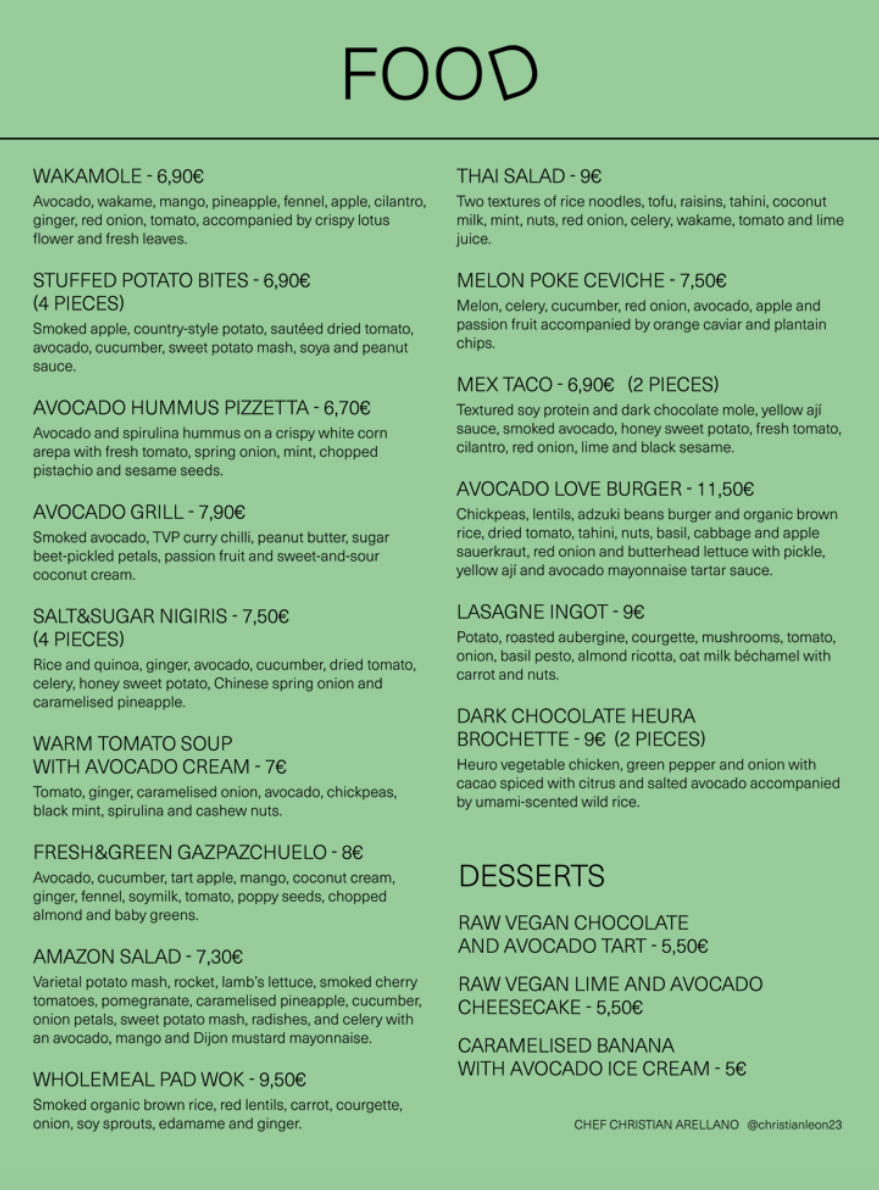 FOOD
WAKAMOLE - 6,90€
Avocado, wakame, mango, pineapple, fennel, apple, cilantro,
ginger, red onion, tomato, accompanied by crispy lotus
flower and fresh leaves.
STUFFED POTATO BITES - 6,90€
(4 PIECES)
Smoked apple, country-style potato, sautéed dried tomato,
avocado, cucumber, sweet potato mash, soya and peanut
sauce.
AVOCADO HUMMUS PIZZETTA - 6,70€
Avocado and spirulina hummus on a crispy white corn
arepa with fresh tomato, spring onion, mint, chopped
pistachio and sesame seeds.
AVOCADO GRILL - 7,90€
Smoked avocado, TVP curry chilli, peanut butter, sugar
beet-pickled petals, passion fruit and sweet-and-sour
coconut cream.
SALT&SUGAR NIGIRIS - 7,50€
(4 PIECES)
Rice and quinoa, ginger, avocado, cucumber, dried tomato,
celery, honey sweet potato, Chinese spring onion and
caramelised pineapple.
WARM TOMATO SOUP
WITH AVOCADO CREAM - 7€
Tomato, ginger, caramelised onion, avocado, chickpeas,
black mint, spirulina and cashew nuts.
FRESH&GREEN GAZPAZCHUELO - 8€
Avocado, cucumber, tart apple, mango, coconut cream,
ginger, fennel, soymilk, tomato, poppy seeds, chopped
almond and baby greens.
AMAZON SALAD - 7,30€
Varietal potato mash, rocket, lamb's lettuce, smoked cherry
tomatoes, pomegranate, caramelised pineapple, cucumber,
onion petals, sweet potato mash, radishes, and celery with
an avocado, mango and Dijon mustard mayonnaise.
WHOLEMEAL PAD WOK - 9,50€
Smoked organic brown rice, red lentils, carrot, courgette,
onion, soy sprouts, edamame and ginger.
THAI SALAD - 9€
Two textures of rice noodles, tofu, raisins, tahini, coconut
milk, mint, nuts, red onion, celery, wakame, tomato and lime
juice.
MELON POKE CEVICHE - 7,50€
Melon, celery, cucumber, red onion, avocado, apple and
passion fruit accompanied by orange caviar and plantain
chips.
MEX TACO - 6,90€ (2 PIECES)
Textured soy protein and dark chocolate mole, yellow ají
sauce, smoked avocado, honey sweet potato, fresh tomato,
cilantro, red onion, lime and black sesame.
AVOCADO LOVE BURGER - 11,50€
Chickpeas, lentils, adzuki beans burger and organic brown
rice, dried tomato, tahini, nuts, basil, cabbage and apple
sauerkraut, red onion and butterhead lettuce with pickle,
yellow ají and avocado mayonnaise tartar sauce.
LASAGNE INGOT - 9€
Potato, roasted aubergine, courgette, mushrooms, tomato,
onion, basil pesto, almond ricotta, oat milk béchamel with
carrot and nuts.
DARK CHOCOLATE HEURA
BROCHETTE - 9€ (2 PIECES)
Heuro vegetable chicken, green pepper and onion with
cacao spiced with citrus and salted avocado accompanied
by umami-scented wild rice.
DESSERTS
RAW VEGAN CHOCOLATE
AND AVOCADO TART - 5,50€
RAW VEGAN LIME AND AVOCADO
CHEESECAKE - 5,50€
CARAMELISED BANANA
WITH AVOCADO ICE CREAM - 5€
CHEF CHRISTIAN ARELLANO @christianleon23